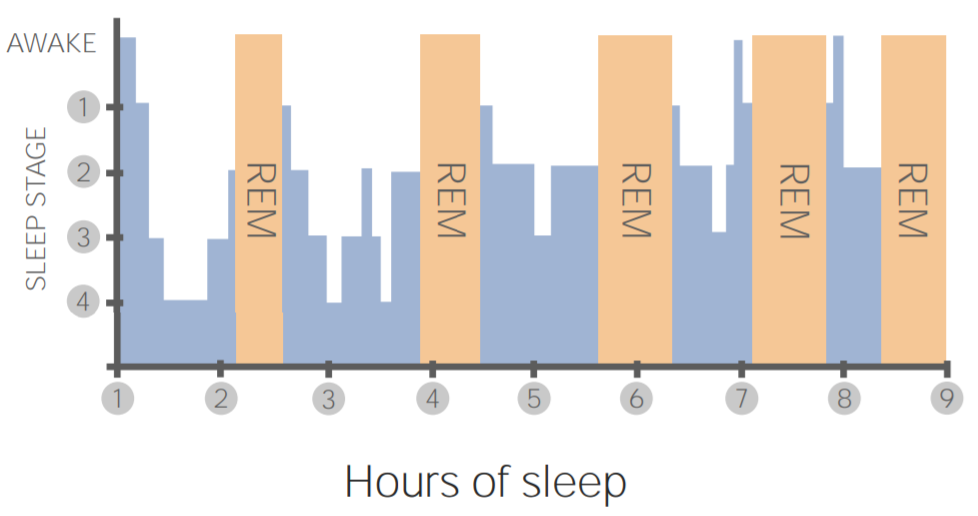 AWAKE
1
2
3
4
SLEEP STAGE
REM
REM
REM
REM
REM
1 2 3 4 5 6 7 8 9
Hours of sleep